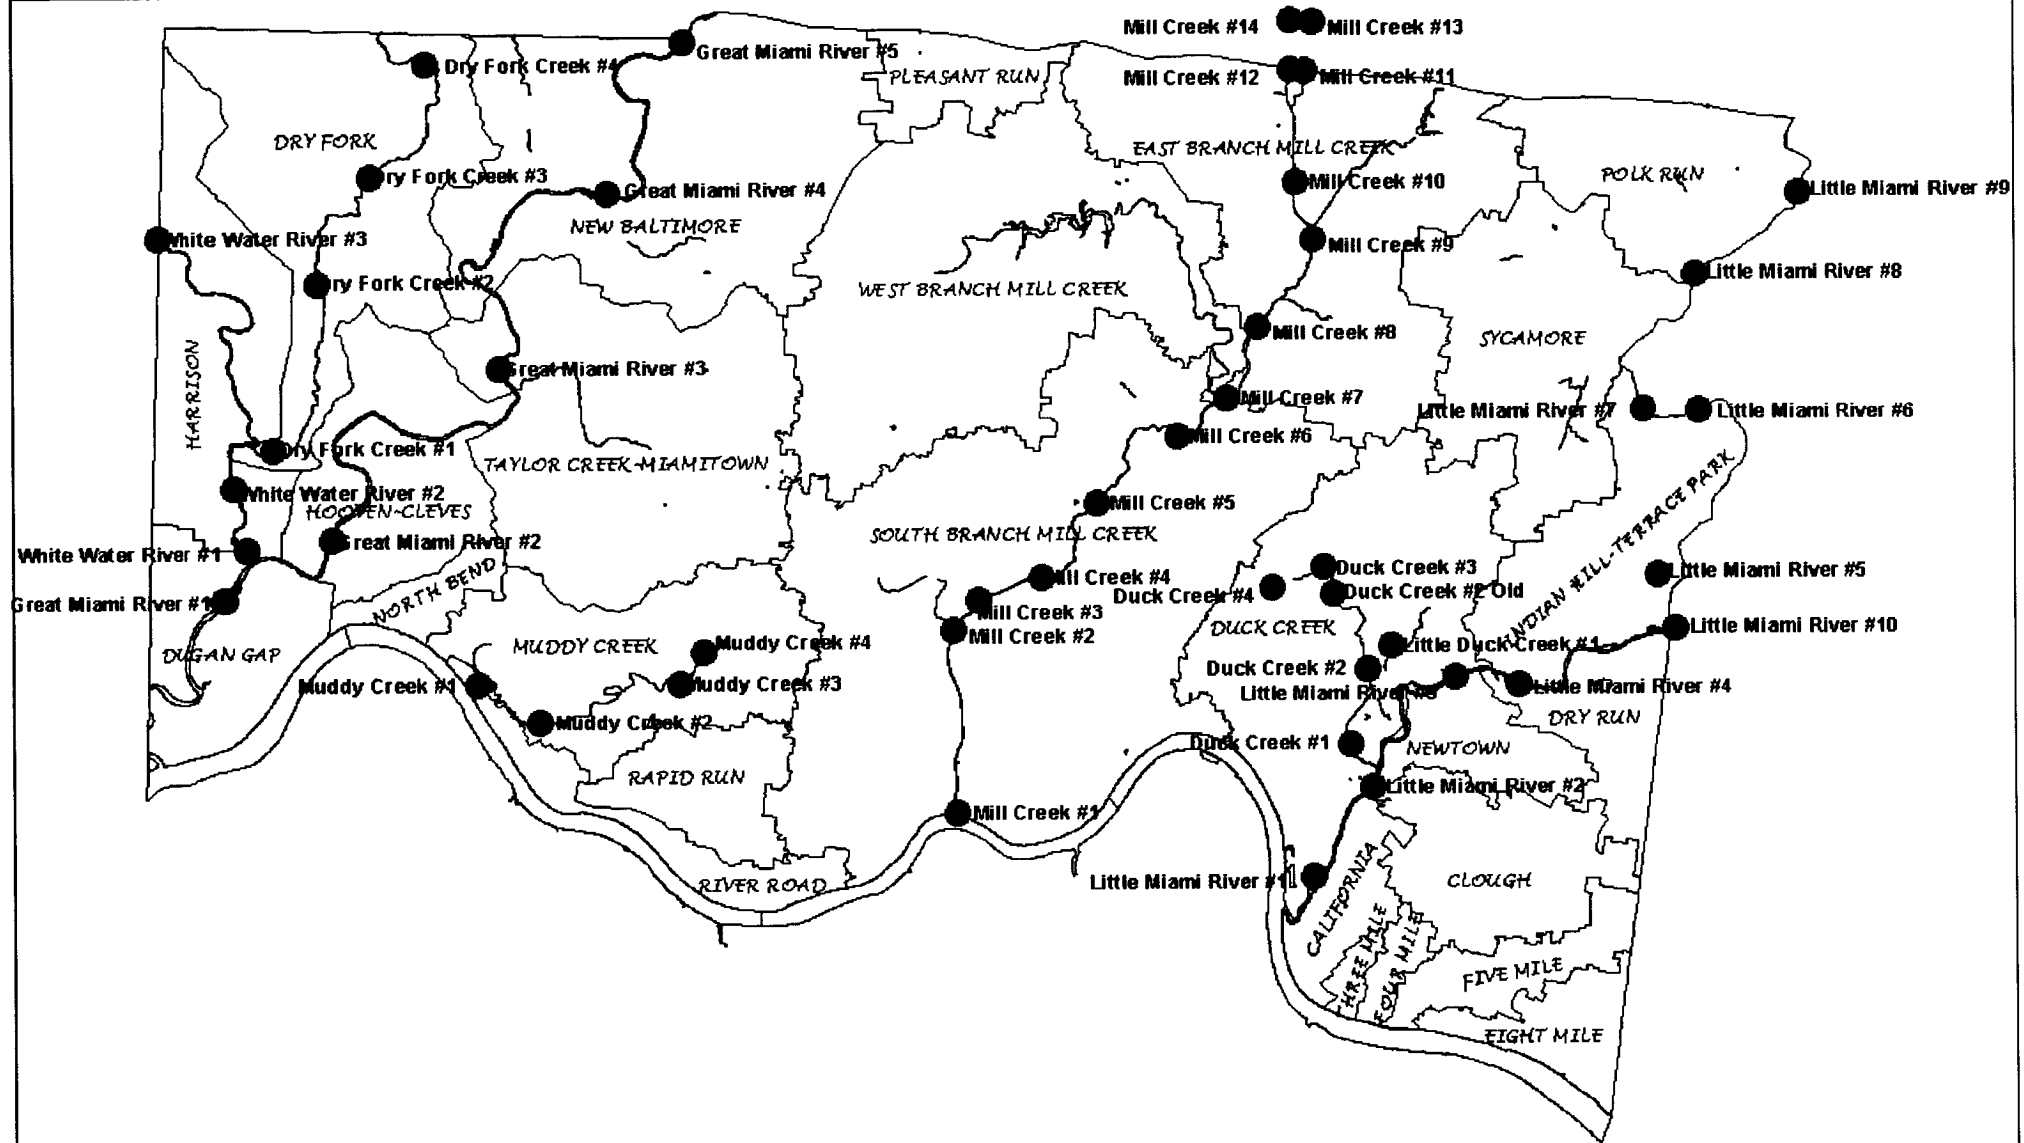 Mill Creek #14
Mill Creek #13
Great Miami River #5
Dry Fork Creek #4
PLEASANT RUN
Mill Creek #12
Mill Creek #11
DRY FORK
EAST BRANCH MILL CREEK
Dry Fork Creek #3
Great Miami River #4
Mill Creek #10
POLK RUN
Little Miami River #9
NEW BALTIMORE
White Water River #3
Mill Creek #9
Dry Fork Creek #2
WEST BRANCH MILL CREEK
Little Miami River #8
Mill Creek #8
SYCAMORE
HARRISON
Great Miami River #3
Mill Creek #7
Little Miami River #7
Little Miami River #6
Dry Fork Creek #1
Mill Creek #6
TAYLOR CREEK-MIAMITOWN
White Water River #2
HOOVEN-CLEVES
Mill Creek #5
SOUTH BRANCH MILL CREEK
INDIAN HILL-TERRACE PARK
White Water River #1
Great Miami River #2
Mill Creek #4
Duck Creek #3
Little Miami River #5
Duck Creek #4
Duck Creek #2 Old
NORTH BEND
Great Miami River #1
Mill Creek #3
Mill Creek #2
DUCK CREEK
Little Miami River #10
DUGAN GAP
MUDDY CREEK
Muddy Creek #4
Little Duck Creek #1
Duck Creek #2
Muddy Creek #1
Muddy Creek #3
Little Miami River #3
Little Miami River #4
Muddy Creek #2
DRY RUN
Duck Creek #1
NEWTOWN
RAPID RUN
Little Miami River #2
Mill Creek #1
RIVER ROAD
Little Miami River #1
CALIFORNIA
CLOUGH
THREE MILE
FOUR MILE
FIVE MILE
EIGHT MILE